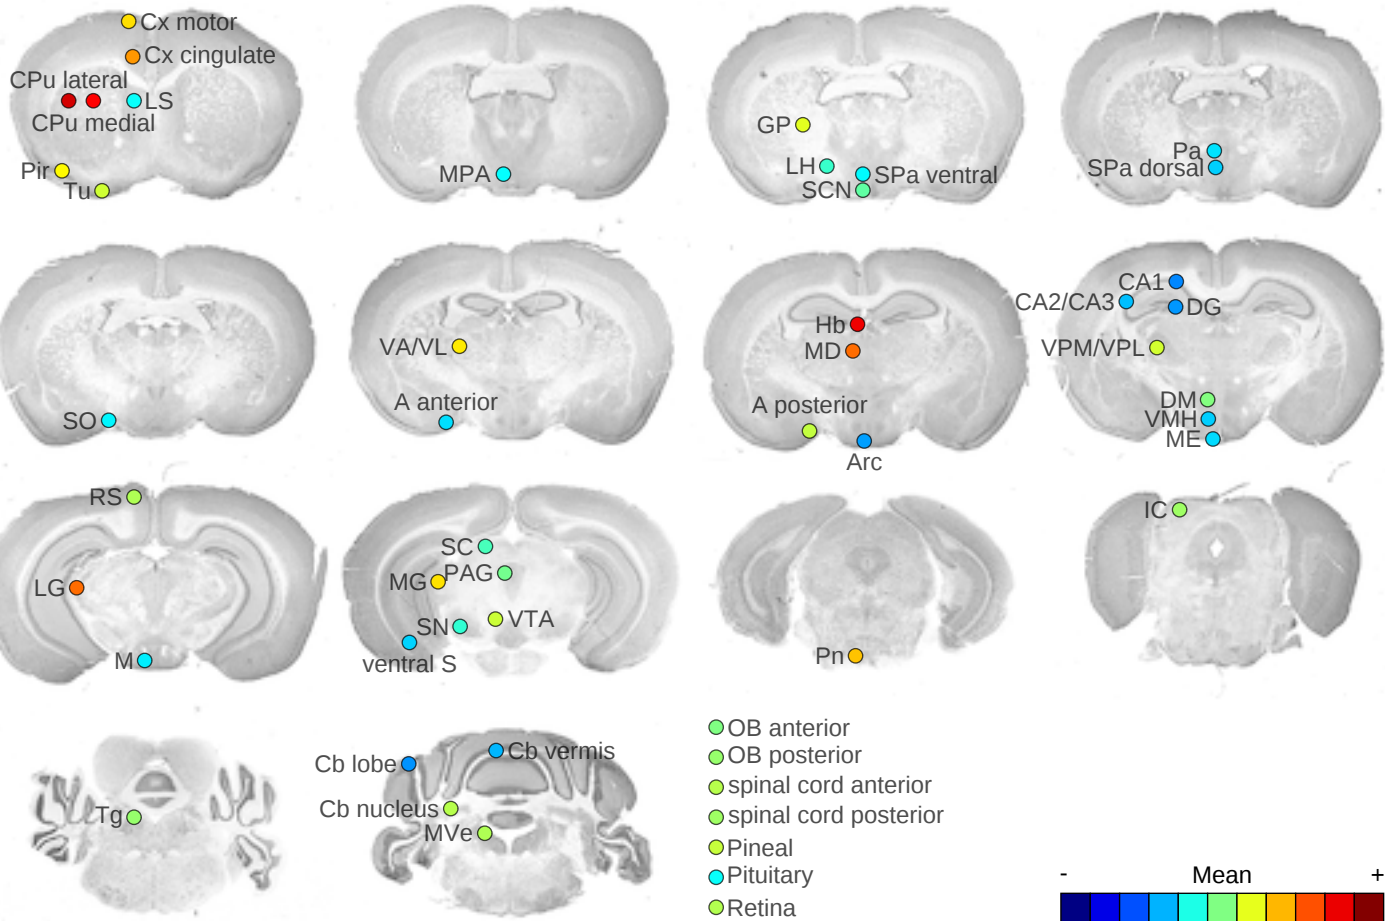 Cx motor
Cx cingulate
CPu lateral
LS
CPu medial
Pir
Tu
MPA
GP
LH
SPa ventral
SCN
Pa
SPa dorsal
SO
VA/VL
A anterior
Hb
MD
A posterior
Arc
CA1
CA2/CA3
DG
VPM/VPL
DM
VMH
ME
RS
LG
M
SC
MG
PAG
SN
VTA
ventral S
Pn
IC
Tg
Cb lobe
Cb vermis
Cb nucleus
MVe
OB anterior
OB posterior
spinal cord anterior
spinal cord posterior
Pineal
Pituitary
Retina
- Mean +